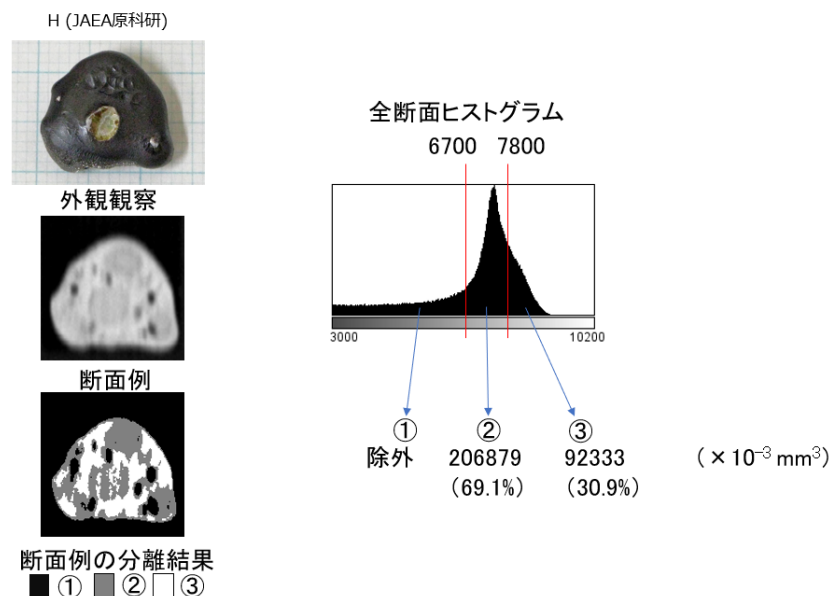 H (JAEA原科研)
外観観察
断面例
断面例の分離結果
① ② ③
全断面ヒストグラム
6700 7800
3000 10200
① ② ③
除外 206879 92333 (×10⁻³ mm³)
(69.1%) (30.9%)